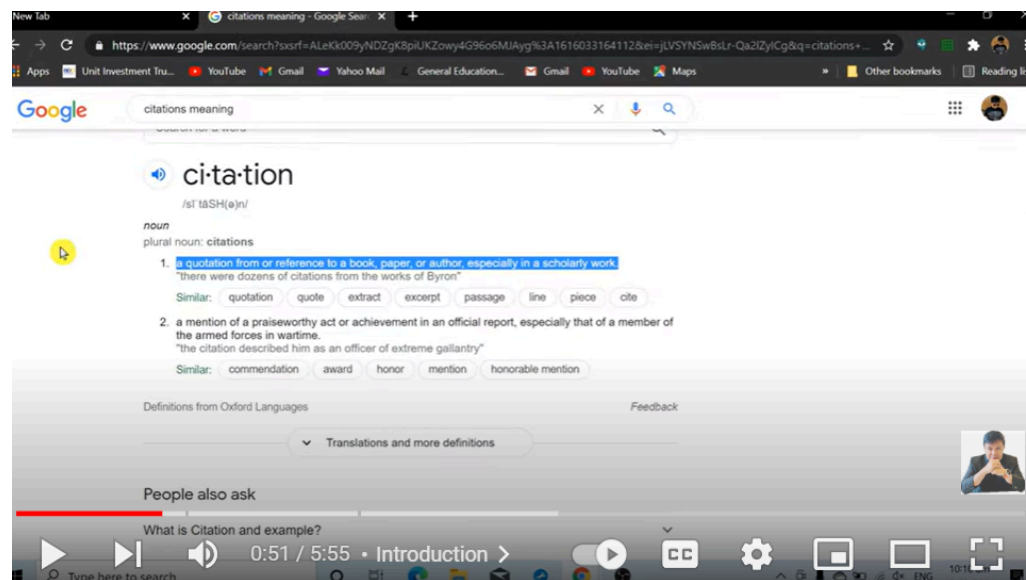 New Tab
citations meaning - Google Sear
https://www.google.com/search?sxsrf=ALeKk009yNDZgK8piUKZowy4G96o6MJAyg%3A1616033164112&ei=jLVSYNSwBsLr-Qa2IZyICg&q=citations+...
Apps Unit Investment Tru... YouTube Gmail Yahoo Mail General Education... Gmail YouTube Maps » Other bookmarks Reading li
Google citations meaning
Search for a word
ci·ta·tion
/sīˈtāSH(ə)n/
noun
plural noun: citations
1. a quotation from or reference to a book, paper, or author, especially in a scholarly work.
"there were dozens of citations from the works of Byron"
Similar: quotation quote extract excerpt passage line piece cite
2. a mention of a praiseworthy act or achievement in an official report, especially that of a member of
the armed forces in wartime.
"the citation described him as an officer of extreme gallantry"
Similar: commendation award honor mention honorable mention
Definitions from Oxford Languages Feedback
Translations and more definitions
People also ask
What is Citation and example?
0:51 / 5:55 • Introduction
CC
Type here to search
ENG